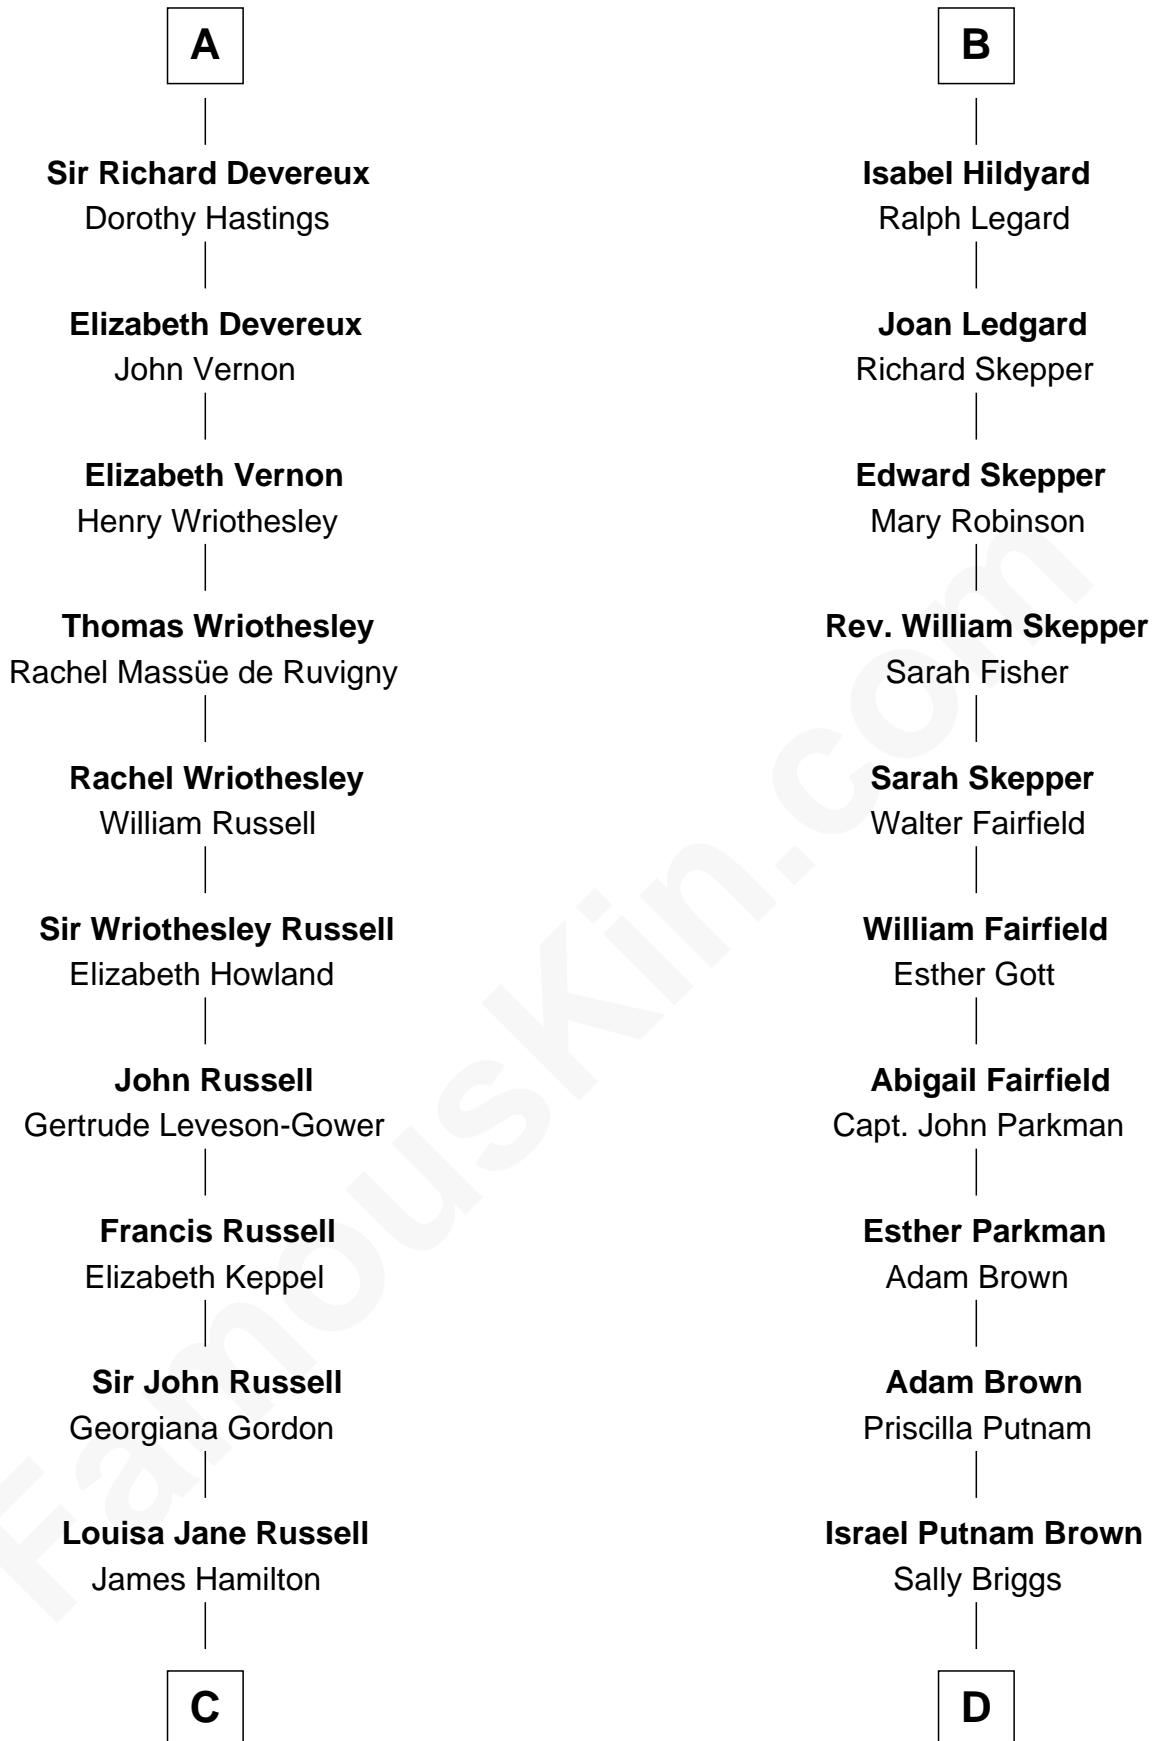 A
Sir Richard Devereux
Dorothy Hastings
Elizabeth Devereux
John Vernon
Elizabeth Vernon
Henry Wriothesley
Thomas Wriothesley
Rachel Massüe de Ruvigny
Rachel Wriothesley
William Russell
Sir Wriothesley Russell
Elizabeth Howland
John Russell
Gertrude Leveson-Gower
Francis Russell
Elizabeth Keppel
Sir John Russell
Georgiana Gordon
Louisa Jane Russell
James Hamilton
C
B
Isabel Hildyard
Ralph Legard
Joan Ledgard
Richard Skepper
Edward Skepper
Mary Robinson
Rev. William Skepper
Sarah Fisher
Sarah Skepper
Walter Fairfield
William Fairfield
Esther Gott
Abigail Fairfield
Capt. John Parkman
Esther Parkman
Adam Brown
Adam Brown
Priscilla Putnam
Israel Putnam Brown
Sally Briggs
D
FamousKin.com